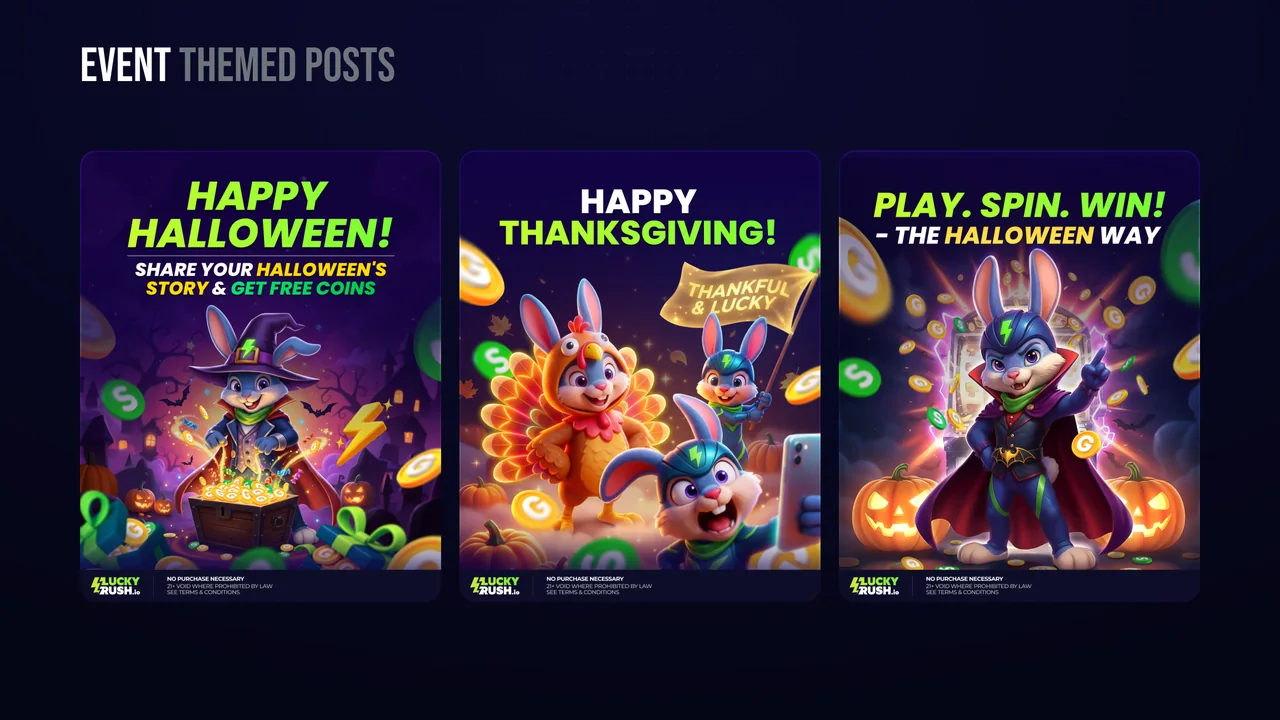 EVENT THEMED POSTS
HAPPY
HALLOWEEN!
SHARE YOUR HALLOWEEN'S
STORY & GET FREE COINS
LUCKY
RUSH.io
NO PURCHASE NECESSARY
21+ VOID WHERE PROHIBITED BY LAW
SEE TERMS & CONDITIONS
HAPPY
THANKSGIVING!
THANKFUL
& LUCKY
LUCKY
RUSH.io
NO PURCHASE NECESSARY
21+ VOID WHERE PROHIBITED BY LAW
SEE TERMS & CONDITIONS
PLAY. SPIN. WIN!
- THE HALLOWEEN WAY
LUCKY
RUSH.io
NO PURCHASE NECESSARY
21+ VOID WHERE PROHIBITED BY LAW
SEE TERMS & CONDITIONS